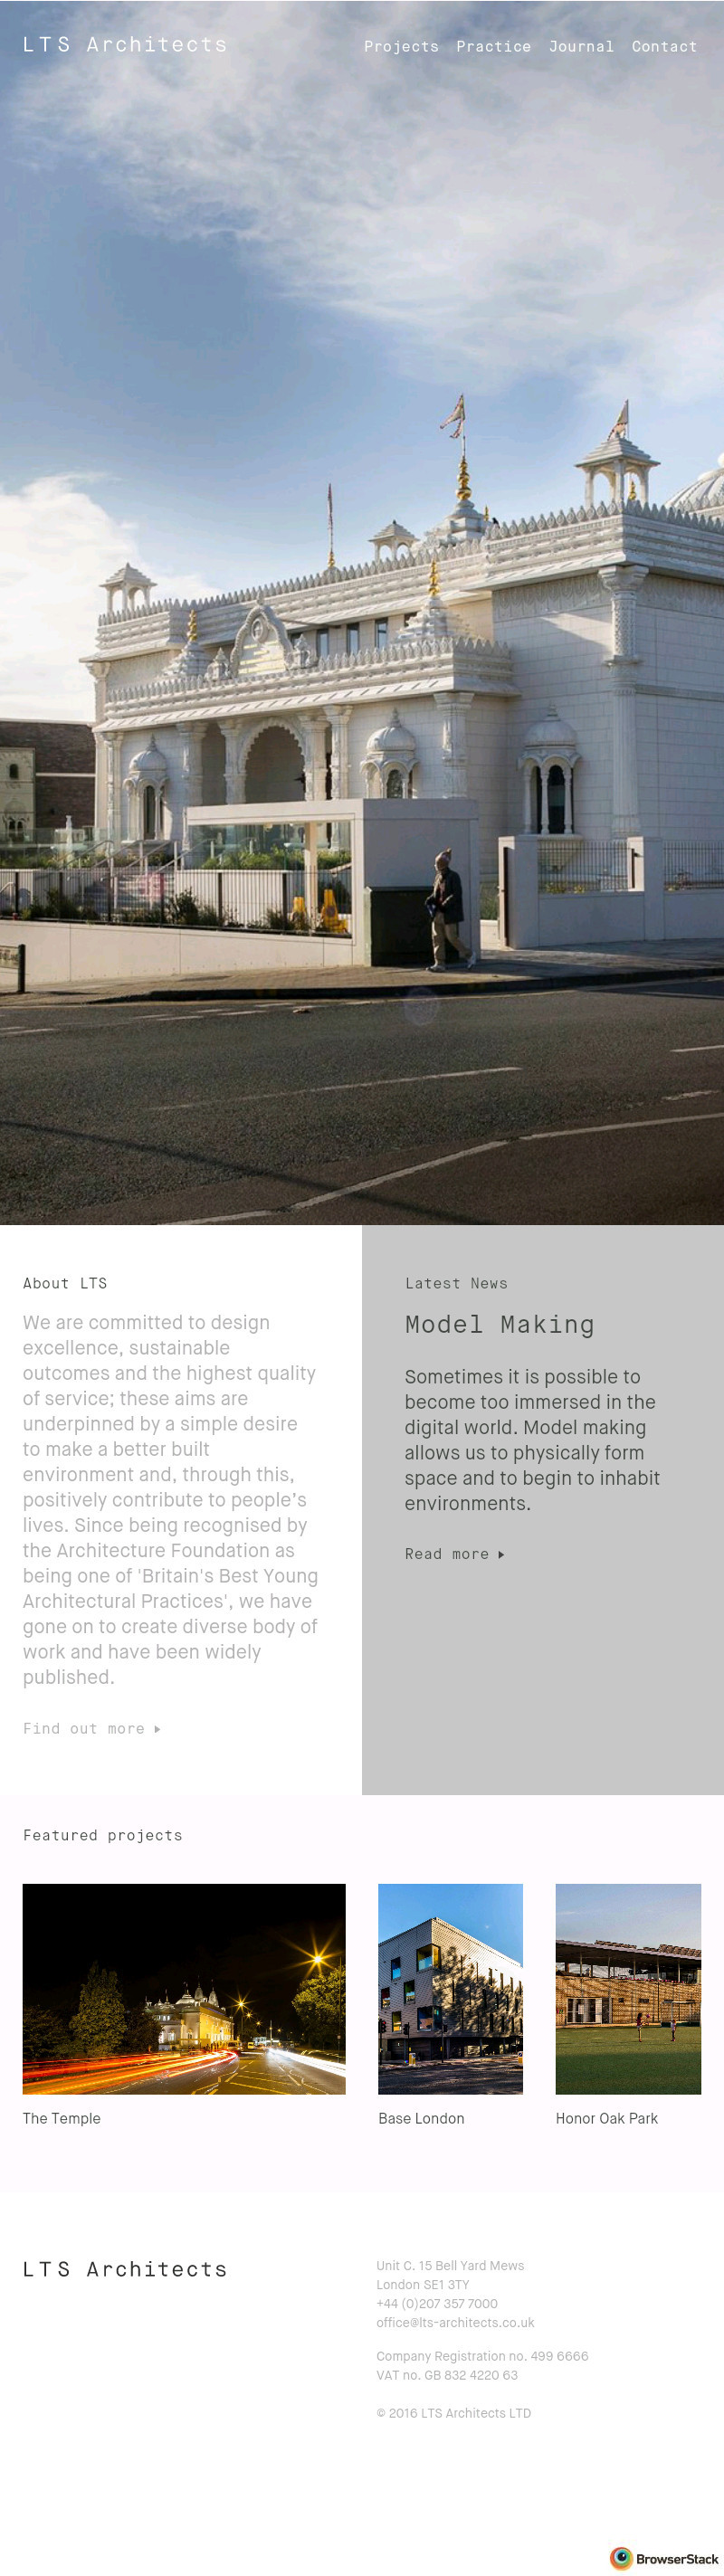 LTS Architects
Projects Practice Journal Contact
About LTS
We are committed to design
excellence, sustainable
outcomes and the highest quality
of service; these aims are
underpinned by a simple desire
to make a better built
environment and, through this,
positively contribute to people’s
lives. Since being recognised by
the Architecture Foundation as
being one of 'Britain's Best Young
Architectural Practices', we have
gone on to create diverse body of
work and have been widely
published.
Find out more
Latest News
Model Making
Sometimes it is possible to
become too immersed in the
digital world. Model making
allows us to physically form
space and to begin to inhabit
environments.
Read more
Featured projects
The Temple
Base London
Honor Oak Park
LTS Architects
Unit C. 15 Bell Yard Mews
London SE1 3TY
+44 (0)207 357 7000
office@lts-architects.co.uk
Company Registration no. 499 6666
VAT no. GB 832 4220 63
© 2016 LTS Architects LTD
BrowserStack